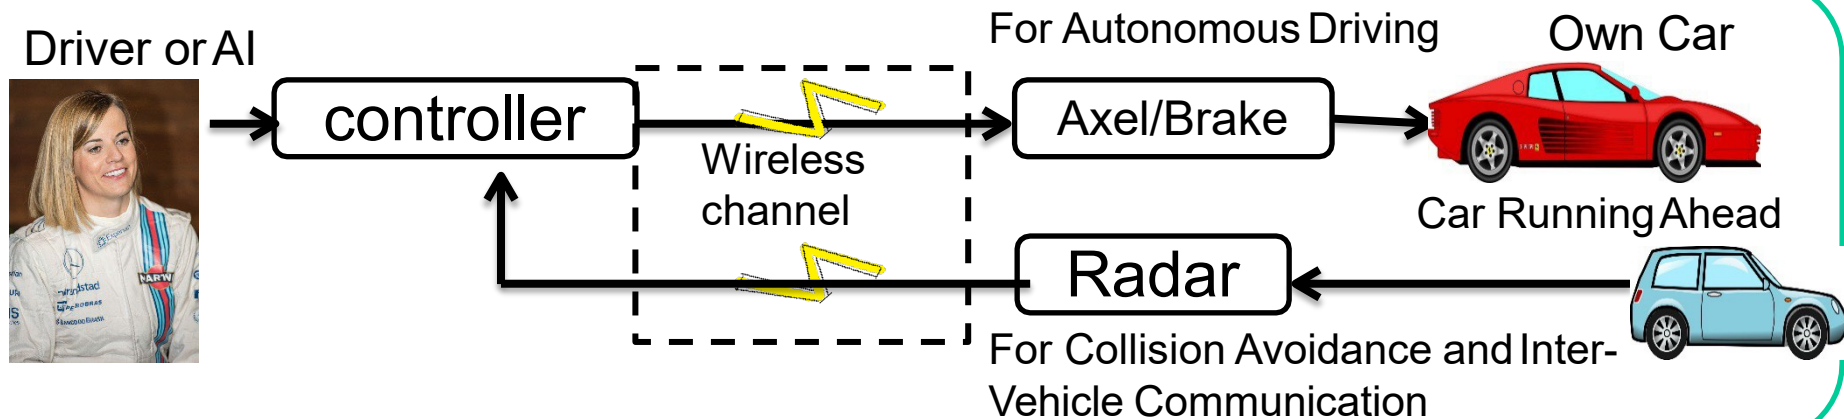 Driver or AI
controller
Wireless
channel
For Autonomous Driving
Axel/Brake
Own Car
Car Running Ahead
Radar
For Collision Avoidance and Inter-
Vehicle Communication
MARTINI